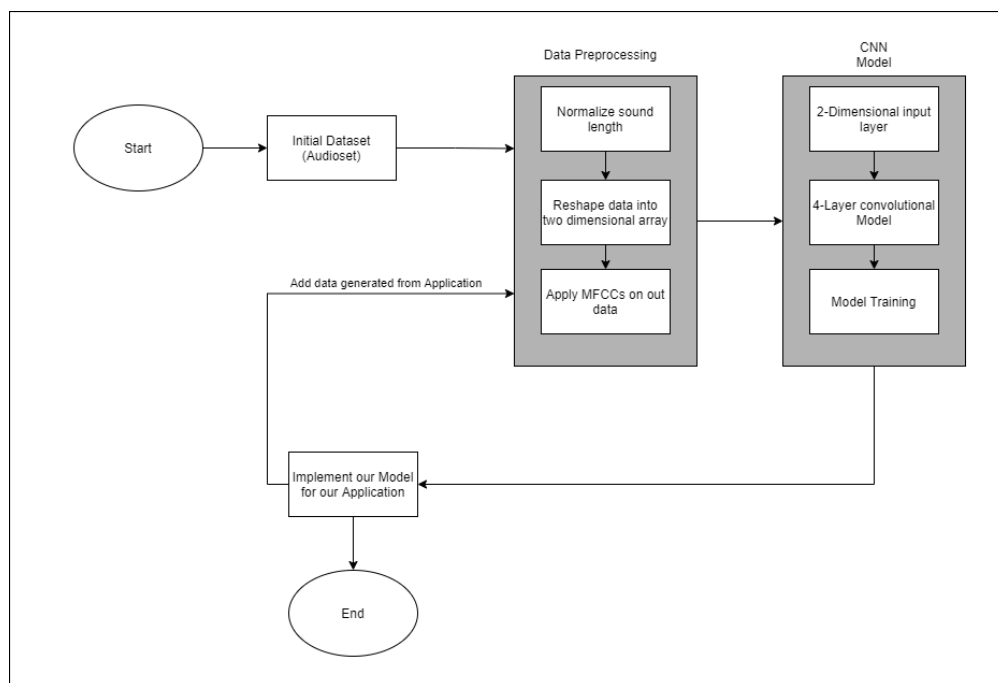 Data Preprocessing
CNN
Model
Start
Initial Dataset
(Audioset)
Normalize sound
length
Reshape data into
two dimensional array
Apply MFCCs on out
data
2-Dimensional input
layer
4-Layer convolutional
Model
Model Training
Add data generated from Application
Implement our Model
for our Application
End